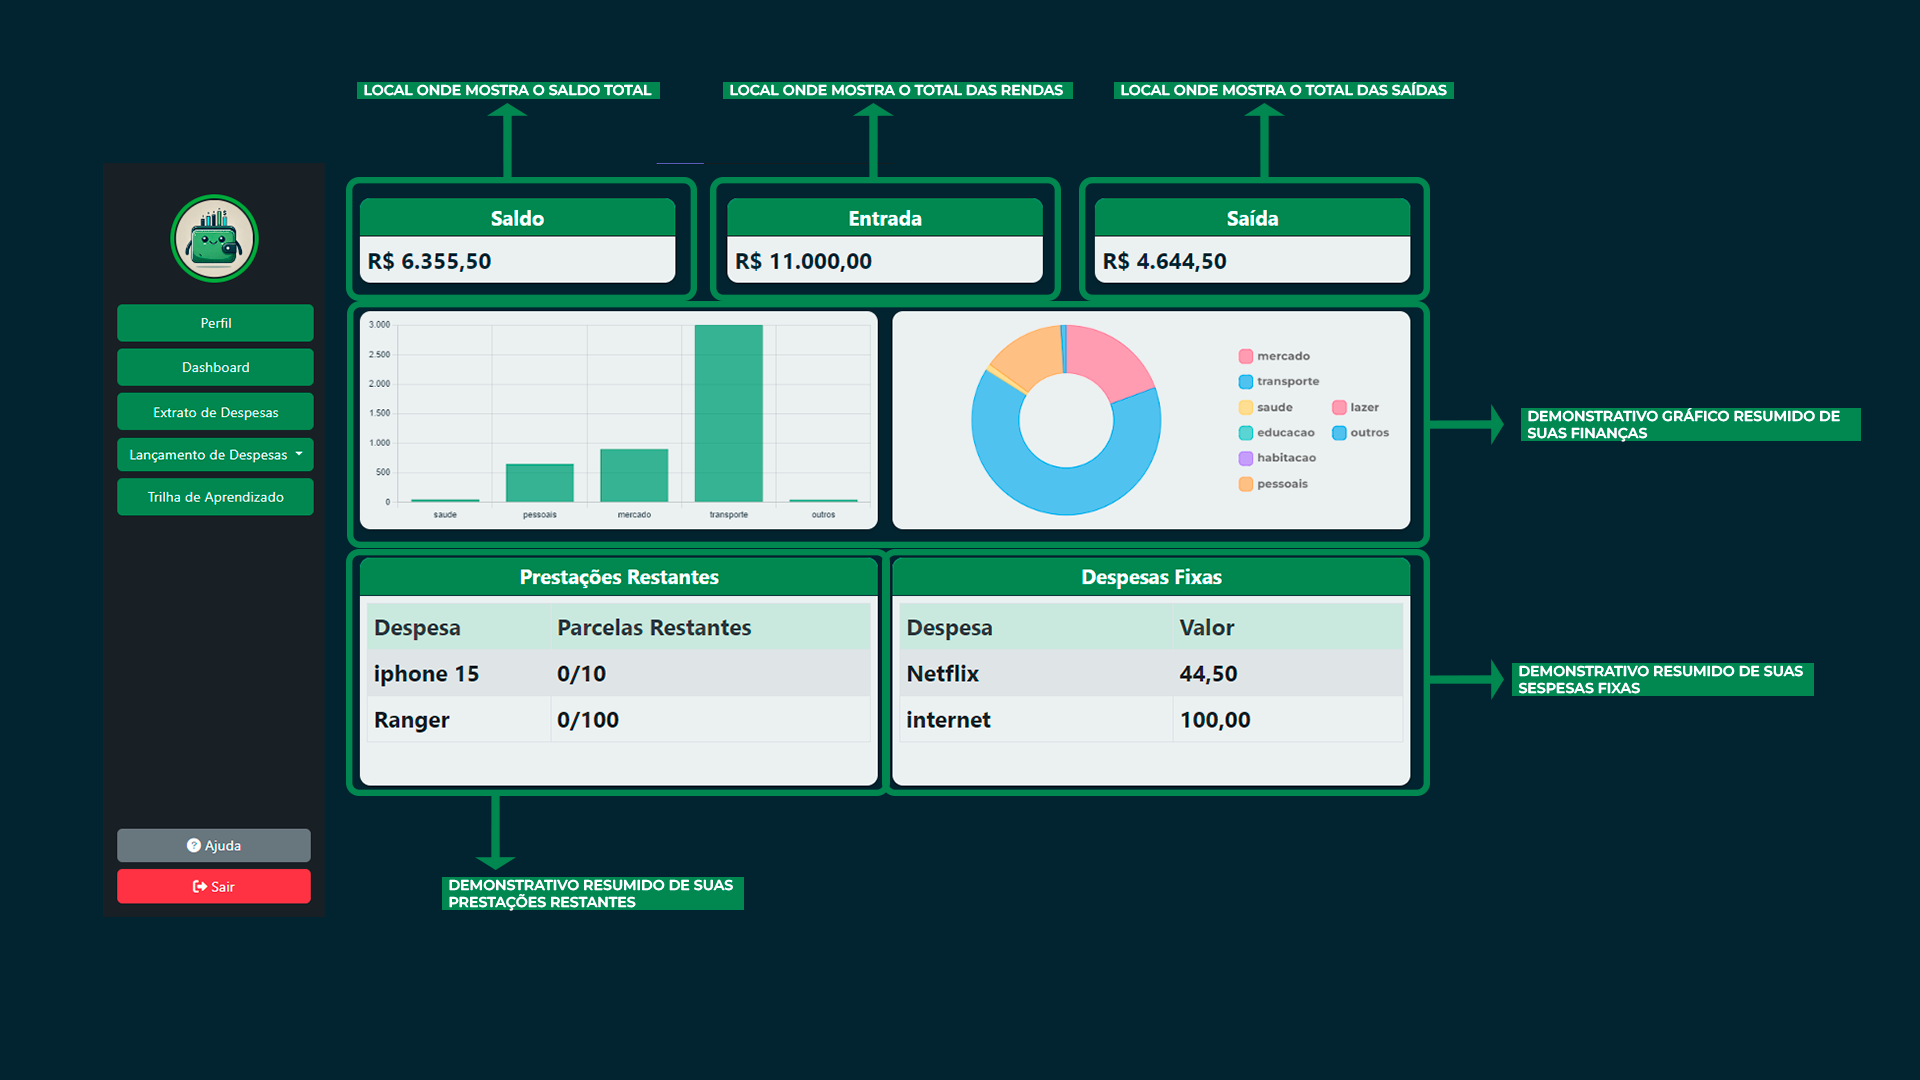 LOCAL ONDE MOSTRA O SALDO TOTAL
LOCAL ONDE MOSTRA O TOTAL DAS RENDAS
LOCAL ONDE MOSTRA O TOTAL DAS SAÍDAS
Perfil
Dashboard
Extrato de Despesas
Lançamento de Despesas
Trilha de Aprendizado
Ajuda
Sair
Saldo
R$ 6.355,50
Entrada
R$ 11.000,00
Saída
R$ 4.644,50
3.000
2.500
2.000
1.500
1.000
500
0
saude pessoais mercado transporte outros
mercado
transporte
saude lazer
educacao outros
habitacao
pessoais
DEMONSTRATIVO GRÁFICO RESUMIDO DE
SUAS FINANÇAS
Prestações Restantes
Despesa Parcelas Restantes
iphone 15 0/10
Ranger 0/100
Despesas Fixas
Despesa Valor
Netflix 44,50
internet 100,00
DEMONSTRATIVO RESUMIDO DE SUAS
SESPESAS FIXAS
DEMONSTRATIVO RESUMIDO DE SUAS
PRESTAÇÕES RESTANTES